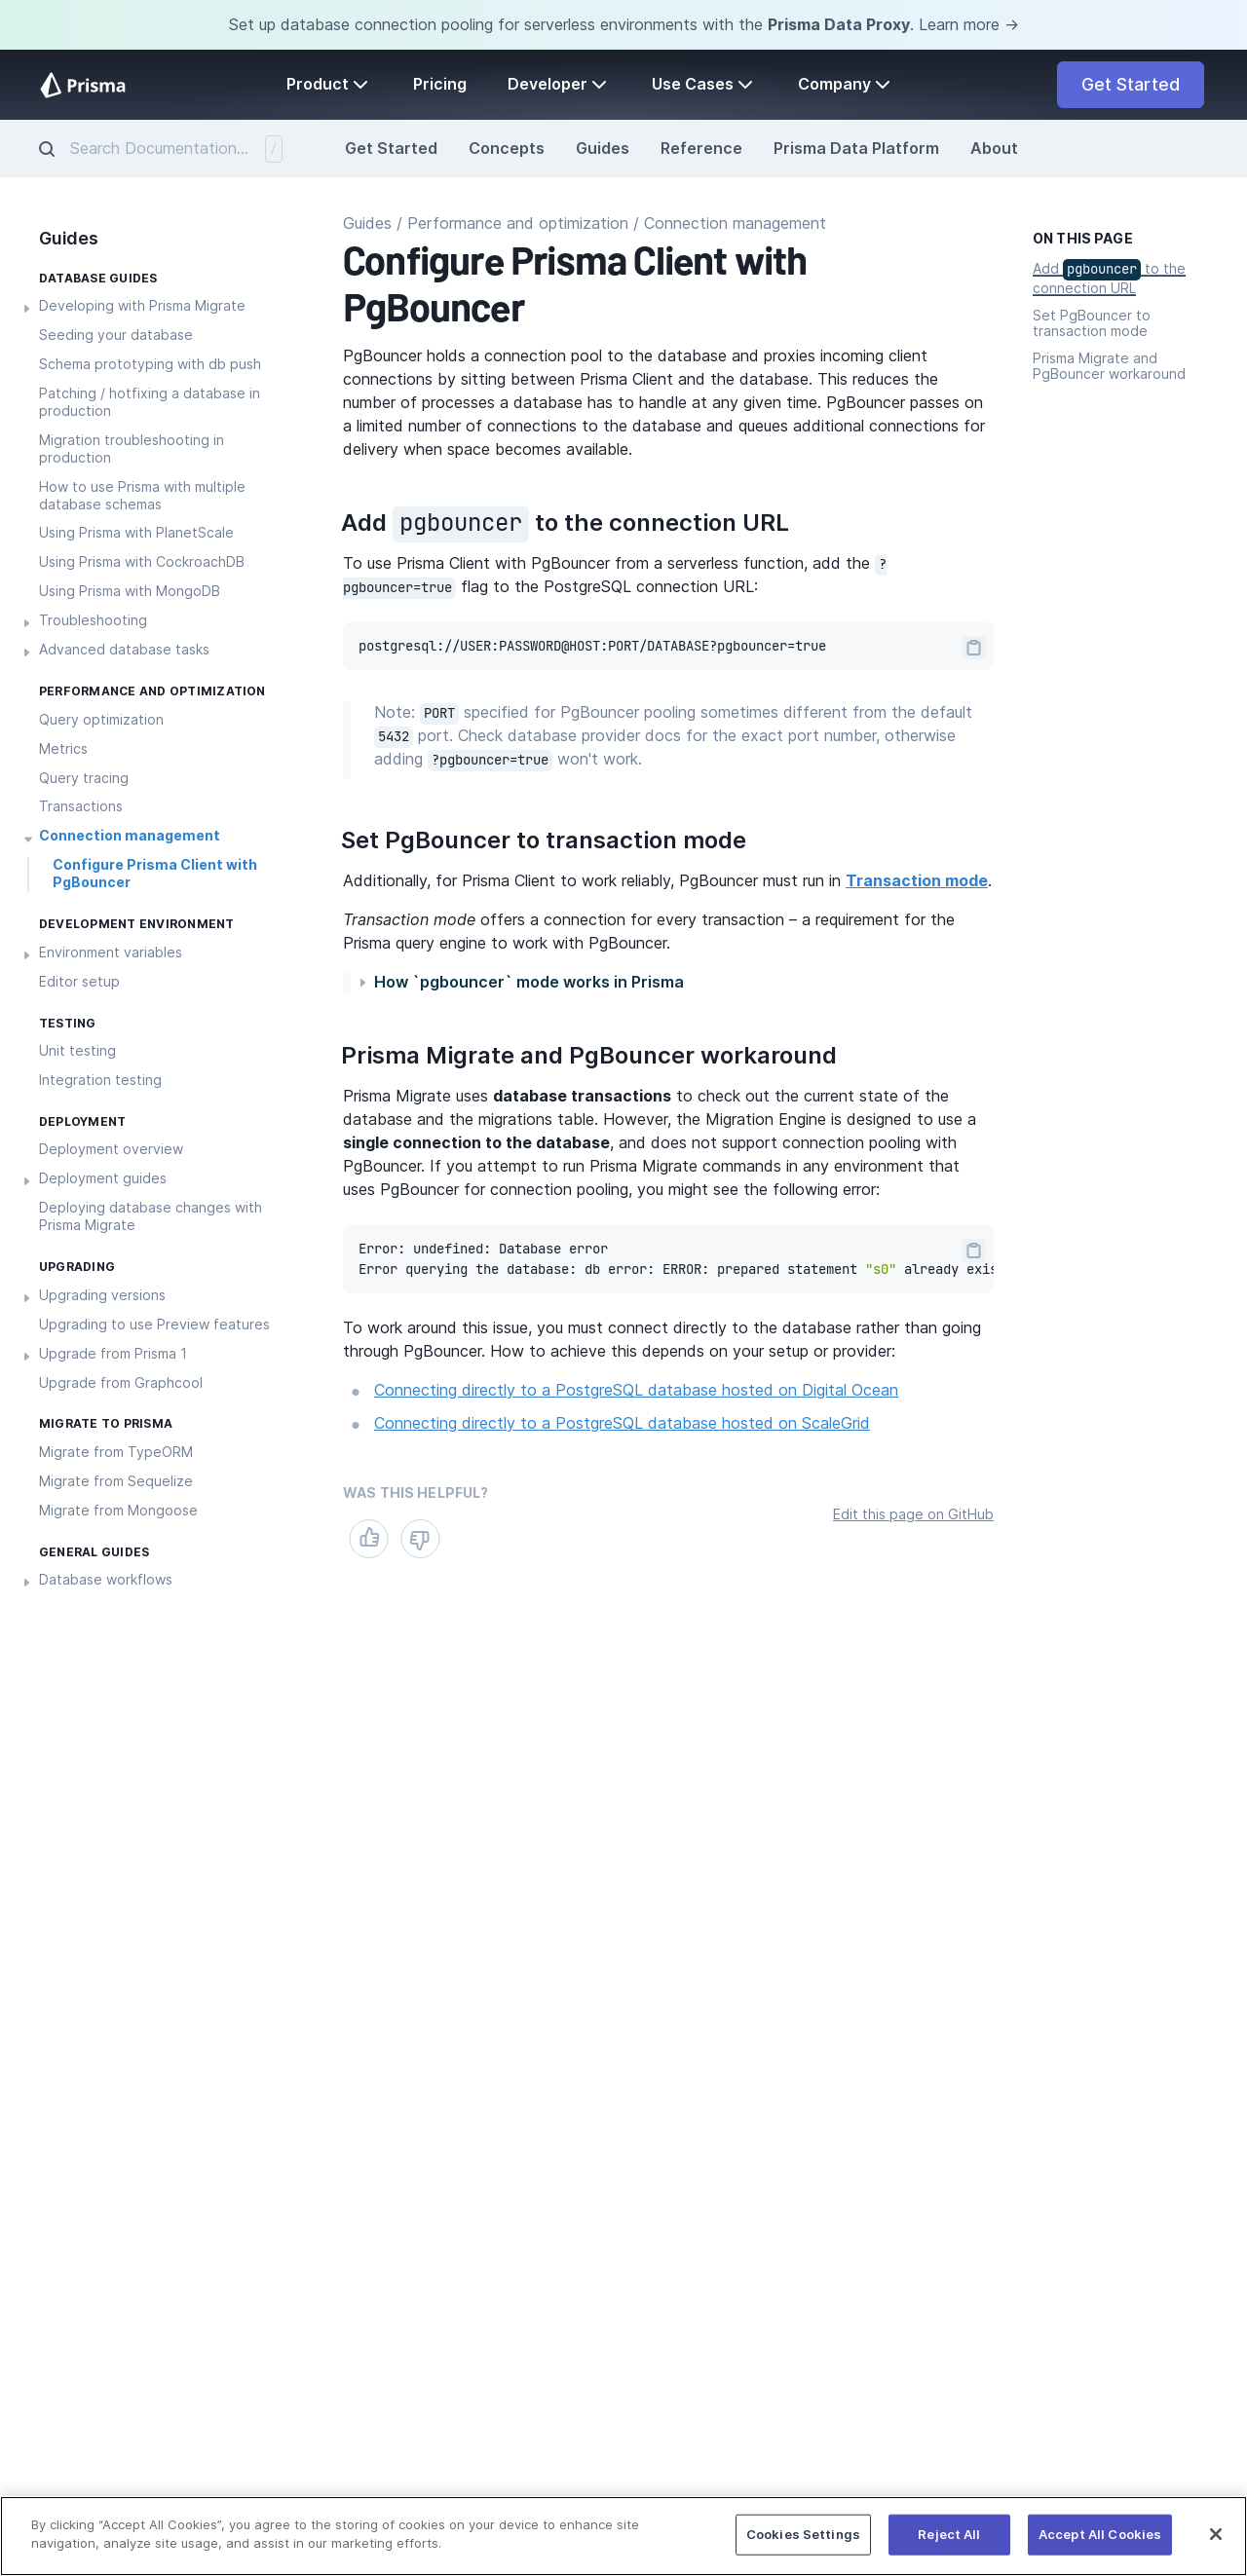 Set up database connection pooling for serverless environments with the Prisma Data Proxy. Learn more →
Prisma
Product
Pricing
Developer
Use Cases
Company
Get Started
Search Documentation...
/
Get Started
Concepts
Guides
Reference
Prisma Data Platform
About
Guides
DATABASE GUIDES
Developing with Prisma Migrate
Seeding your database
Schema prototyping with db push
Patching / hotfixing a database in
production
Migration troubleshooting in
production
How to use Prisma with multiple
database schemas
Using Prisma with PlanetScale
Using Prisma with CockroachDB
Using Prisma with MongoDB
Troubleshooting
Advanced database tasks
PERFORMANCE AND OPTIMIZATION
Query optimization
Metrics
Query tracing
Transactions
Connection management
Configure Prisma Client with
PgBouncer
DEVELOPMENT ENVIRONMENT
Environment variables
Editor setup
TESTING
Unit testing
Integration testing
DEPLOYMENT
Deployment overview
Deployment guides
Deploying database changes with
Prisma Migrate
UPGRADING
Upgrading versions
Upgrading to use Preview features
Upgrade from Prisma 1
Upgrade from Graphcool
MIGRATE TO PRISMA
Migrate from TypeORM
Migrate from Sequelize
Migrate from Mongoose
GENERAL GUIDES
Database workflows
Guides / Performance and optimization / Connection management
Configure Prisma Client with
PgBouncer
PgBouncer holds a connection pool to the database and proxies incoming client
connections by sitting between Prisma Client and the database. This reduces the
number of processes a database has to handle at any given time. PgBouncer passes on
a limited number of connections to the database and queues additional connections for
delivery when space becomes available.
Add pgbouncer to the connection URL
To use Prisma Client with PgBouncer from a serverless function, add the ?
pgbouncer=true flag to the PostgreSQL connection URL:
postgresql://USER:PASSWORD@HOST:PORT/DATABASE?pgbouncer=true
Note: PORT specified for PgBouncer pooling sometimes different from the default
5432 port. Check database provider docs for the exact port number, otherwise
adding ?pgbouncer=true won't work.
Set PgBouncer to transaction mode
Additionally, for Prisma Client to work reliably, PgBouncer must run in Transaction mode.
Transaction mode offers a connection for every transaction – a requirement for the
Prisma query engine to work with PgBouncer.
How `pgbouncer` mode works in Prisma
Prisma Migrate and PgBouncer workaround
Prisma Migrate uses database transactions to check out the current state of the
database and the migrations table. However, the Migration Engine is designed to use a
single connection to the database, and does not support connection pooling with
PgBouncer. If you attempt to run Prisma Migrate commands in any environment that
uses PgBouncer for connection pooling, you might see the following error:
Error: undefined: Database error
Error querying the database: db error: ERROR: prepared statement "s0" already exis
To work around this issue, you must connect directly to the database rather than going
through PgBouncer. How to achieve this depends on your setup or provider:
Connecting directly to a PostgreSQL database hosted on Digital Ocean
Connecting directly to a PostgreSQL database hosted on ScaleGrid
WAS THIS HELPFUL?
Edit this page on GitHub
ON THIS PAGE
Add pgbouncer to the
connection URL
Set PgBouncer to
transaction mode
Prisma Migrate and
PgBouncer workaround
By clicking “Accept All Cookies”, you agree to the storing of cookies on your device to enhance site
navigation, analyze site usage, and assist in our marketing efforts.
Cookies Settings
Reject All
Accept All Cookies